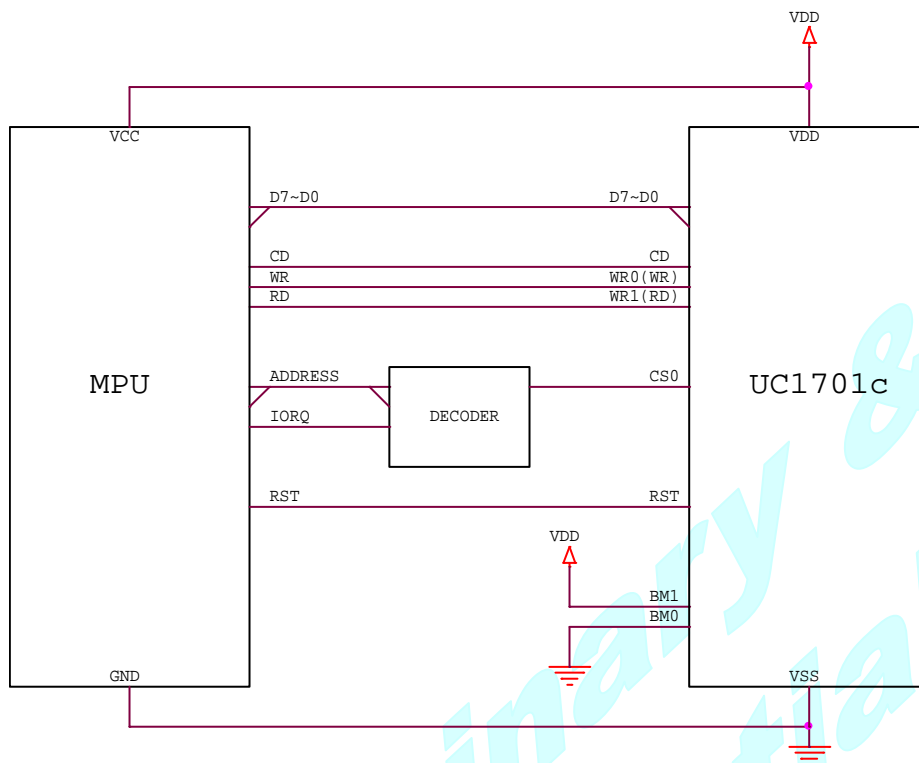 VDD
VCC VDD
D7~D0 D7~D0
CD CD
WR WR0(WR)
RD WR1(RD)
MPU ADDRESS CS0 UC1701c
IORQ DECODER
RST RST
VDD
BM1
BM0
GND VSS